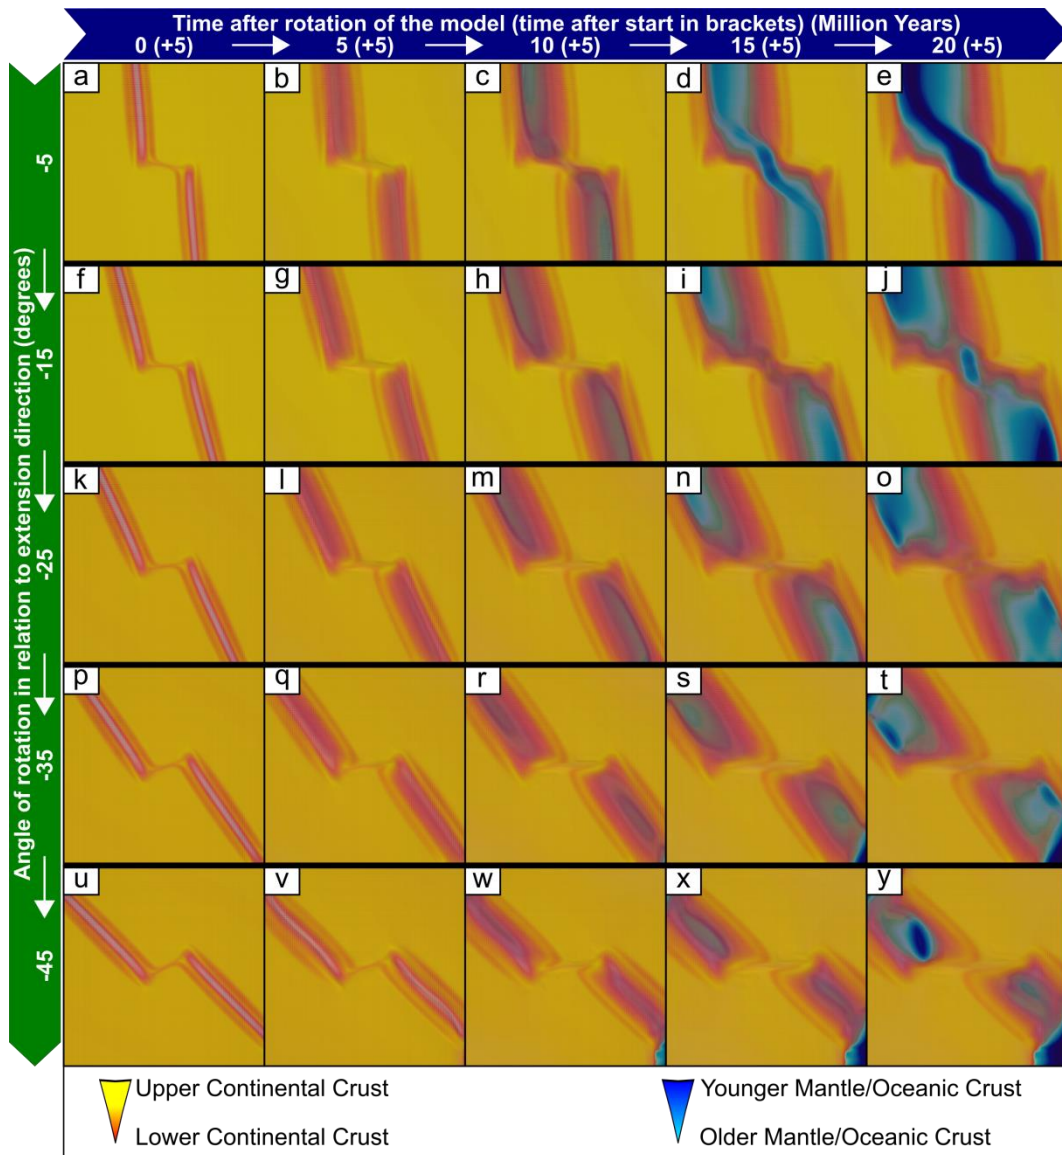 Time after rotation of the model (time after start in brackets) (Million Years)
0 (+5) 5 (+5) 10 (+5) 15 (+5) 20 (+5)
Angle of rotation in relation to extension direction (degrees)
-5
a b c d e
-15
f g h i j
-25
k l m n o
-35
p q r s t
-45
u v w x y
Upper Continental Crust
Lower Continental Crust
Younger Mantle/Oceanic Crust
Older Mantle/Oceanic Crust